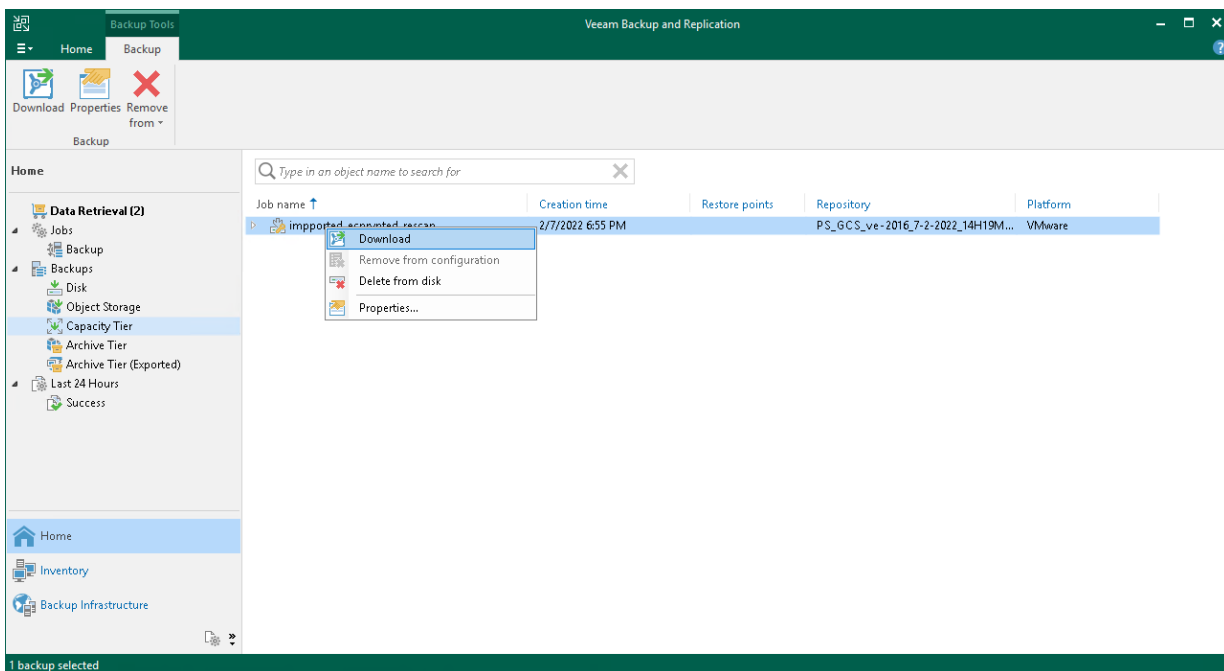 Backup Tools
Veeam Backup and Replication
Home
Backup
Download
Properties
Remove from
Backup
Home
Type in an object name to search for
Job name
Creation time
Restore points
Repository
Platform
2/7/2022 6:55 PM
PS_GCS_ve-2016_7-2-2022_14H19M...
VMware
Download
Remove from configuration
Delete from disk
Properties...
Data Retrieval (2)
Jobs
Backup
Backups
Disk
Object Storage
Capacity Tier
Archive Tier
Archive Tier (Exported)
Last 24 Hours
Success
Home
Inventory
Backup Infrastructure
1 backup selected